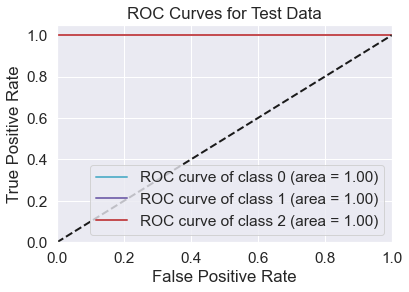 ROC Curves for Test Data
True Positive Rate
1.0
0.8
0.6
0.4
0.2
0.0
ROC curve of class 0 (area = 1.00)
ROC curve of class 1 (area = 1.00)
ROC curve of class 2 (area = 1.00)
0.0 0.2 0.4 0.6 0.8 1.0
False Positive Rate